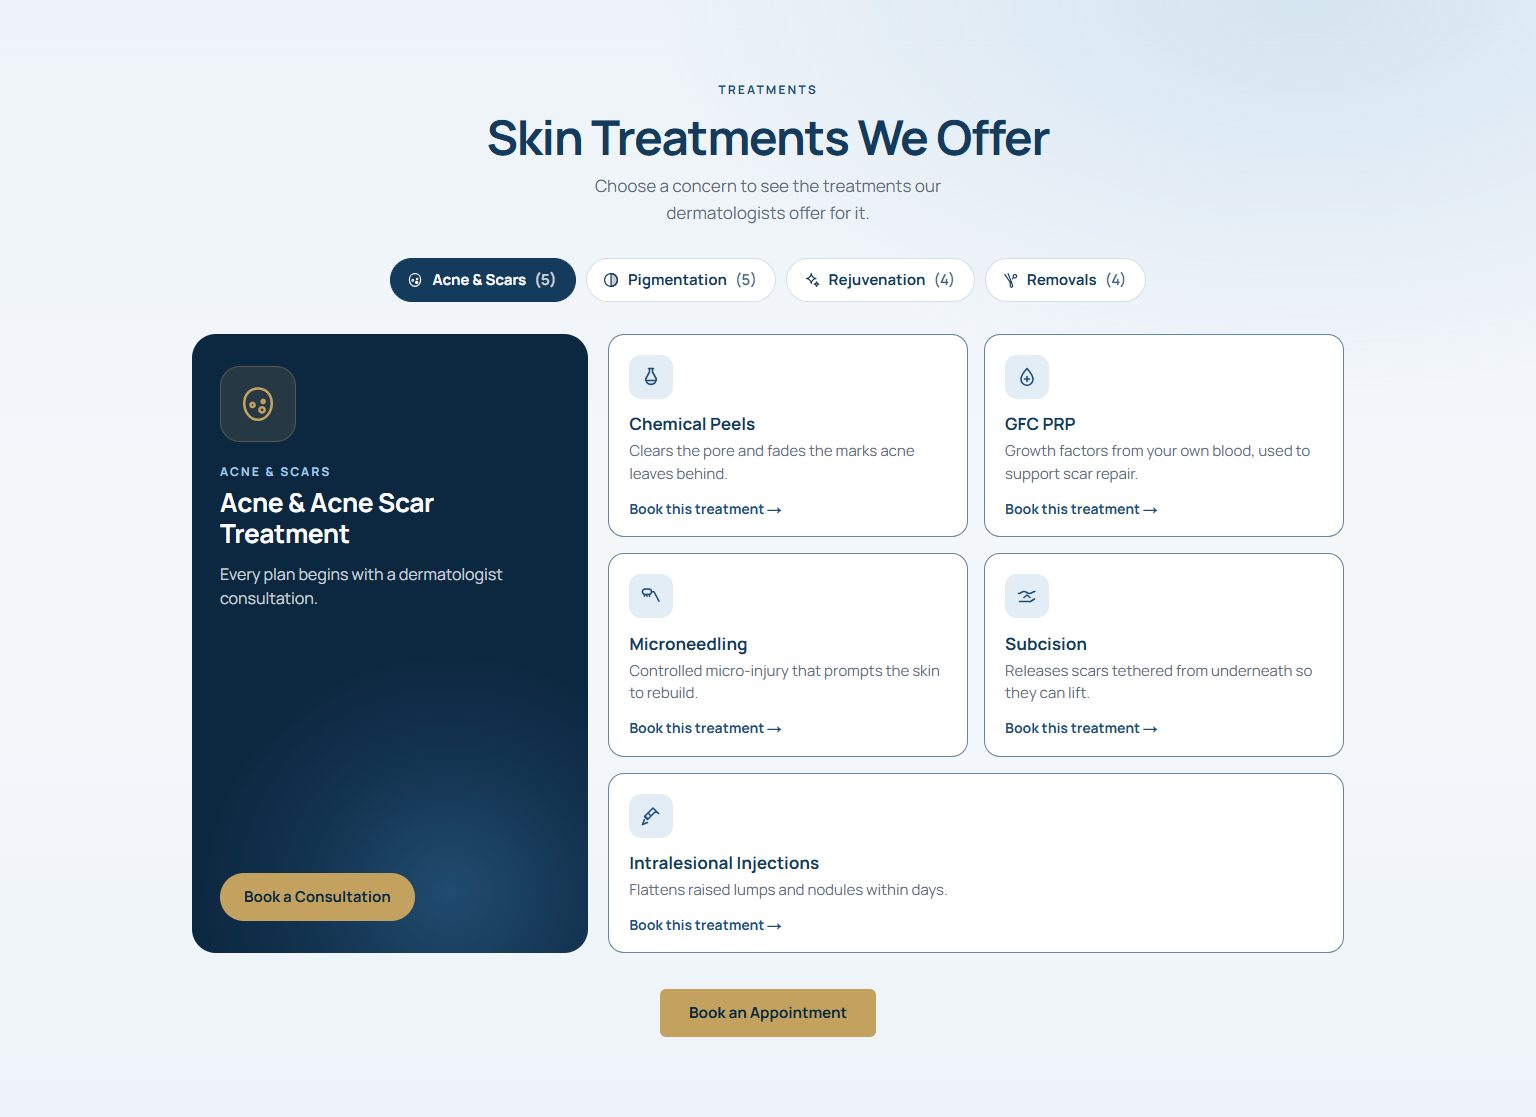 TREATMENTS
Skin Treatments We Offer
Choose a concern to see the treatments our
dermatologists offer for it.
Acne & Scars (5)
Pigmentation (5)
Rejuvenation (4)
Removals (4)
ACNE & SCARS
Acne & Acne Scar
Treatment
Every plan begins with a dermatologist
consultation.
Book a Consultation
Chemical Peels
Clears the pore and fades the marks acne
leaves behind.
Book this treatment →
GFC PRP
Growth factors from your own blood, used to
support scar repair.
Book this treatment →
Microneedling
Controlled micro-injury that prompts the skin
to rebuild.
Book this treatment →
Subcision
Releases scars tethered from underneath so
they can lift.
Book this treatment →
Intralesional Injections
Flattens raised lumps and nodules within days.
Book this treatment →
Book an Appointment